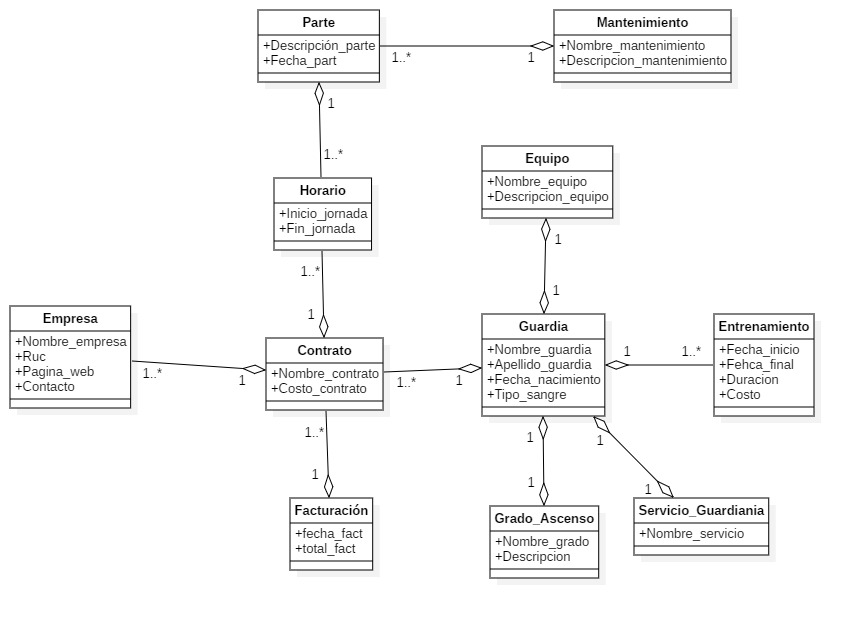 Parte
+Descripción_parte
+Fecha_part
1..*
1
Mantenimiento
+Nombre_mantenimiento
+Descripcion_mantenimiento
1
1..*
Horario
+Inicio_jornada
+Fin_jornada
1..*
1
Equipo
+Nombre_equipo
+Descripcion_equipo
1
1
Empresa
+Nombre_empresa
+Ruc
+Pagina_web
+Contacto
1..*
1
Contrato
+Nombre_contrato
+Costo_contrato
1..*
1
Guardia
+Nombre_guardia
+Apellido_guardia
+Fecha_nacimiento
+Tipo_sangre
1
1..*
Entrenamiento
+Fecha_inicio
+Fehca_final
+Duracion
+Costo
1..*
1
Facturación
+fecha_fact
+total_fact
1
1
Grado_Ascenso
+Nombre_grado
+Descripcion
1
1
Servicio_Guardiania
+Nombre_servicio